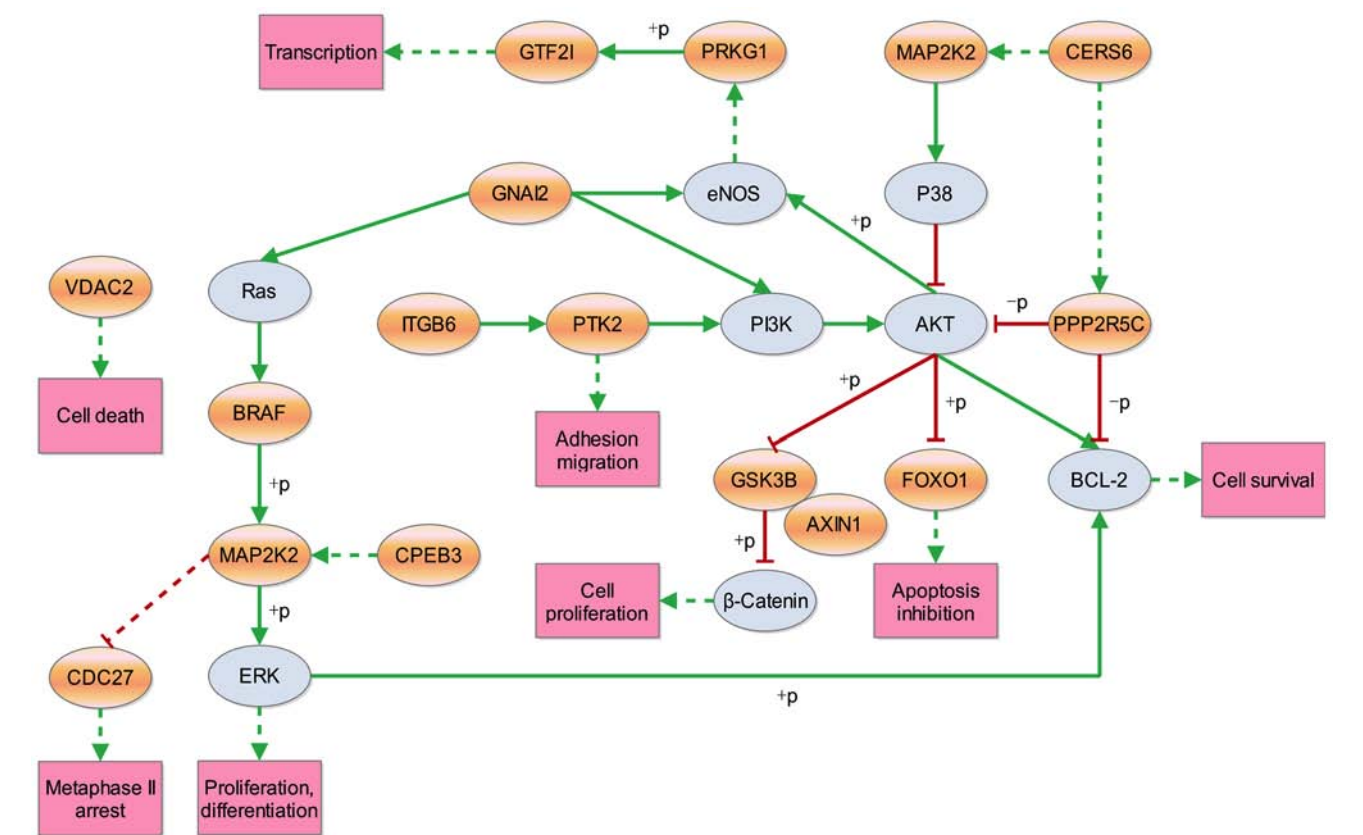 +p
Transcription
GTF2I
PRKG1
MAP2K2
CERS6
GNAI2
eNOS
P38
+p
VDAC2
Ras
−p
ITGB6
PTK2
PI3K
AKT
PPP2R5C
+p
+p
−p
Cell death
BRAF
Adhesion
migration
GSK3B
FOXO1
BCL-2
Cell survival
+p
AXIN1
+p
MAP2K2
CPEB3
Cell
proliferation
β-Catenin
Apoptosis
inhibition
+p
CDC27
ERK
+p
Metaphase II
arrest
Proliferation,
differentiation